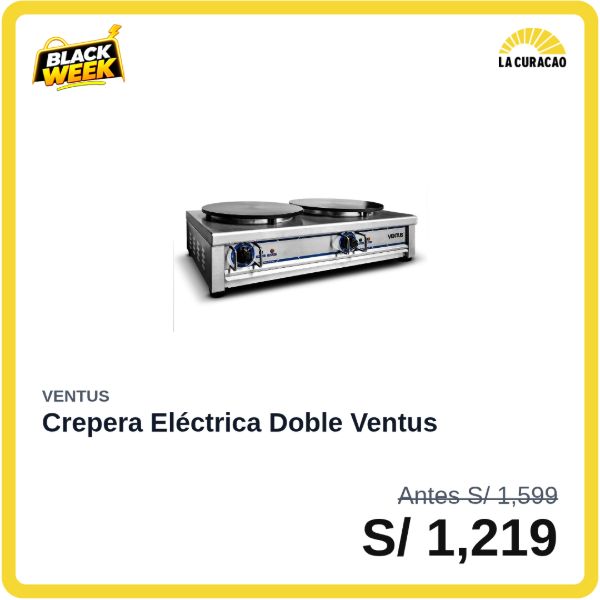 BLACK
WEEK
LA CURACAO
VENTUS
VENTUS
Crepera Eléctrica Doble Ventus
Antes S/ 1,599
S/ 1,219